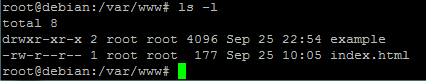 root@debian:/var/www# ls -l
total 8
drwxr-xr-x 2 root root 4096 Sep 25 22:54 example
-rw-r--r-- 1 root root  177 Sep 25 10:05 index.html
root@debian:/var/www#